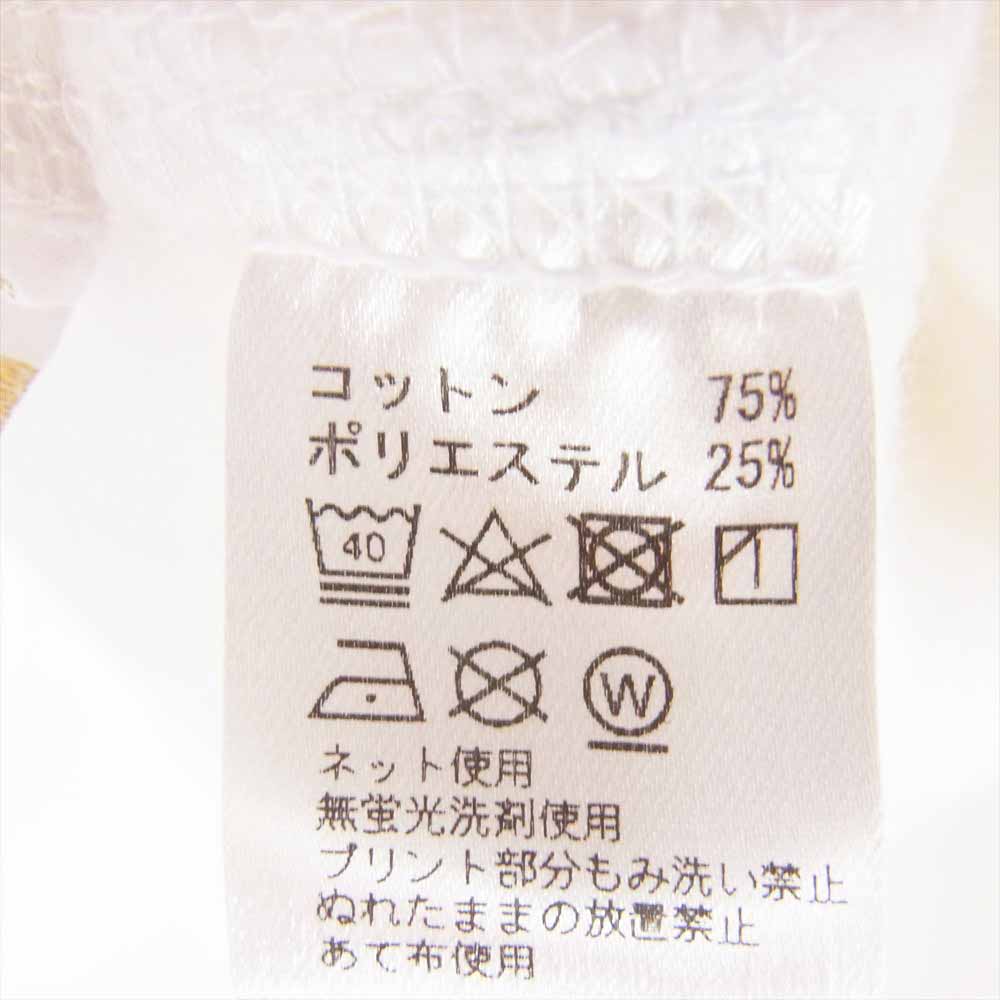 コットン 75%
ポリエステル 25%
40
W
ネット使用
無蛍光洗剤使用
プリント部分もみ洗い禁止
ぬれたままの放置禁止
あて布使用